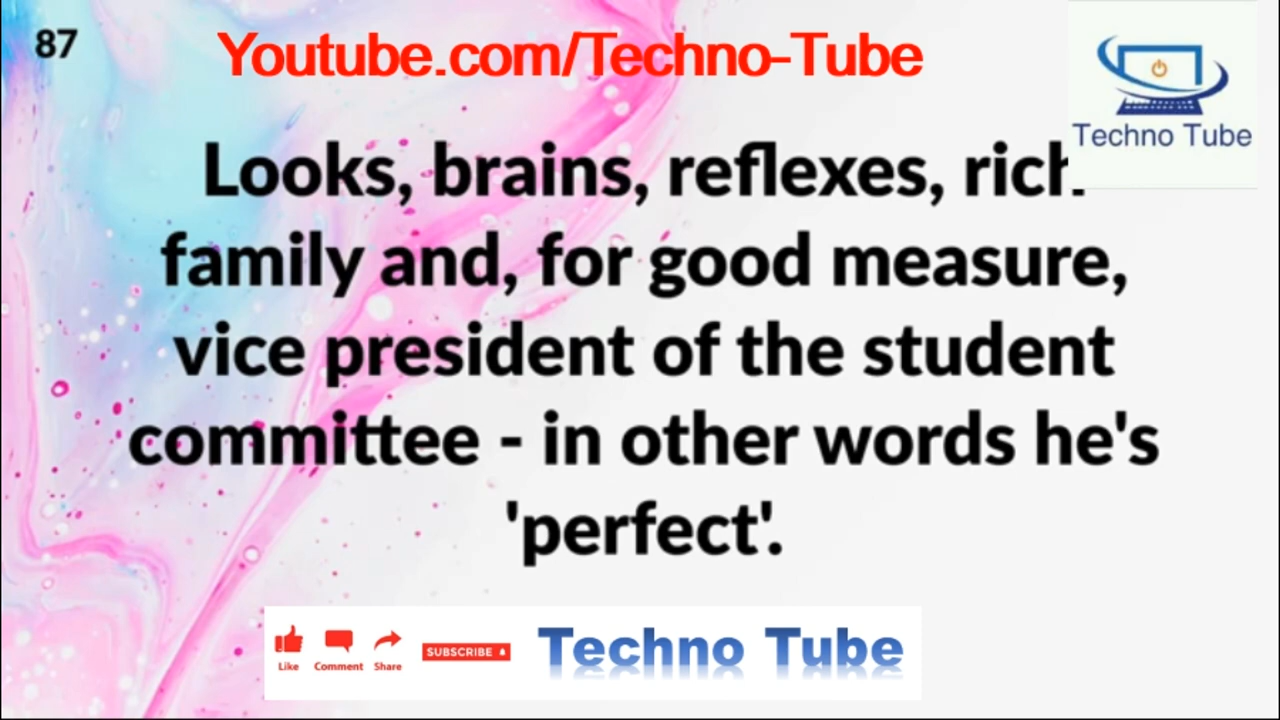 87
Youtube.com/Techno-Tube
Techno Tube
Looks, brains, reflexes, rich
family and, for good measure,
vice president of the student
committee - in other words he's
'perfect'.
Like Comment Share SUBSCRIBE Techno Tube